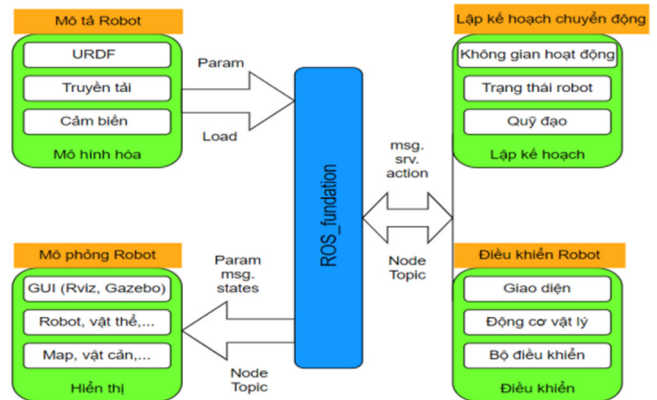 Mô tả Robot
URDF
Truyền tải
Cảm biến
Mô hình hóa
Param
Load
ROS_fundation
Lập kế hoạch chuyển động
Không gian hoạt động
Trạng thái robot
Quỹ đạo
Lập kế hoạch
msg.
srv.
action
Node
Topic
Mô phỏng Robot
GUI (Rviz, Gazebo)
Robot, vật thể,...
Map, vật cản,...
Hiển thị
Param
msg.
states
Node
Topic
Điều khiển Robot
Giao diện
Động cơ vật lý
Bộ điều khiển
Điều khiển